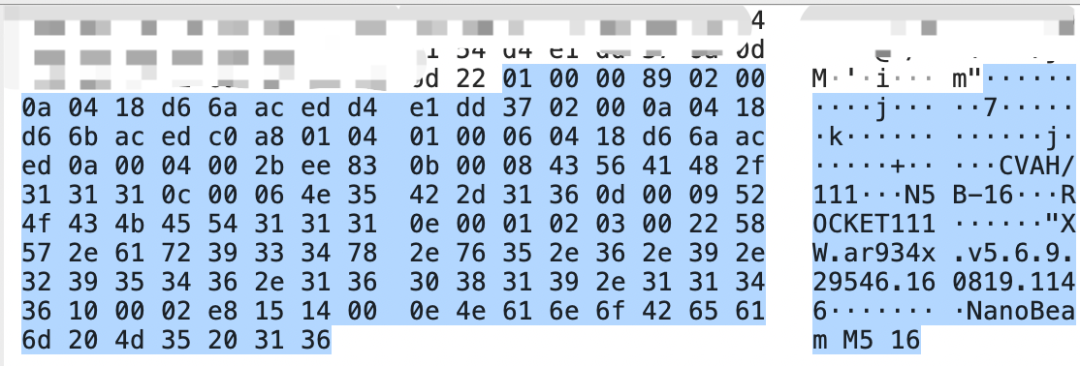 4
54 d4 e1 0d
22 01 00 00 89 02 00 M·'·i··· m"······
0a 04 18 d6 6a ac ed d4 e1 dd 37 02 00 0a 04 18 ····j··· ··7·····
d6 6b ac ed c0 a8 01 04 01 00 06 04 18 d6 6a ac ·k······ ······j·
ed 0a 00 04 00 2b ee 83 0b 00 08 43 56 41 48 2f ·····+·· ···CVAH/
31 31 31 0c 00 06 4e 35 42 2d 31 36 0d 00 09 52 111···N5 B-16···R
4f 43 4b 45 54 31 31 31 0e 00 01 02 03 00 22 58 OCKET111 ······"X
57 2e 61 72 39 33 34 78 2e 76 35 2e 36 2e 39 2e W.ar934x .v5.6.9.
32 39 35 34 36 2e 31 36 30 38 31 39 2e 31 31 34 29546.16 0819.114
36 10 00 02 e8 15 14 00 0e 4e 61 6e 6f 42 65 61 6······· ·NanoBea
6d 20 4d 35 20 31 36 m M5 16